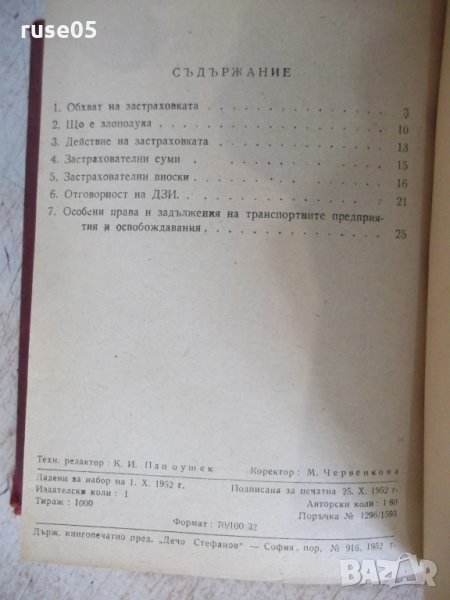 ruse05
СЪДЪРЖАНИЕ
1. Обхват на застраховката . . . . . . . . . . . 3
2. Що е злополука . . . . . . . . . . . . . . 10
3. Действие на застраховката . . . . . . . . . . 13
4. Застрахователни суми . . . . . . . . . . . 15
5. Застрахователни вноски . . . . . . . . . . . 16
6. Отговорност на ДЗИ. . . . . . . . . . . . . 21
7. Особени права и задължения на транспортните предприя-
тия и освобождавания . . . . . . . . . . . . 25
Техн. редактор: К. И. Папоушек Коректор: М. Червенкова
Дадени за набор на 1. X. 1952 г. Подписана за печатна 25. X. 1952 г.
Издателски коли: 1 Авторски коли: 1·80
Тираж: 1000 Поръчка № 1296/1593
Формат: 70/100/32
Държ. книгопечатно пред. „Дечо Стефанов" — София, пор. № 916, 1952 г.
BAZAR